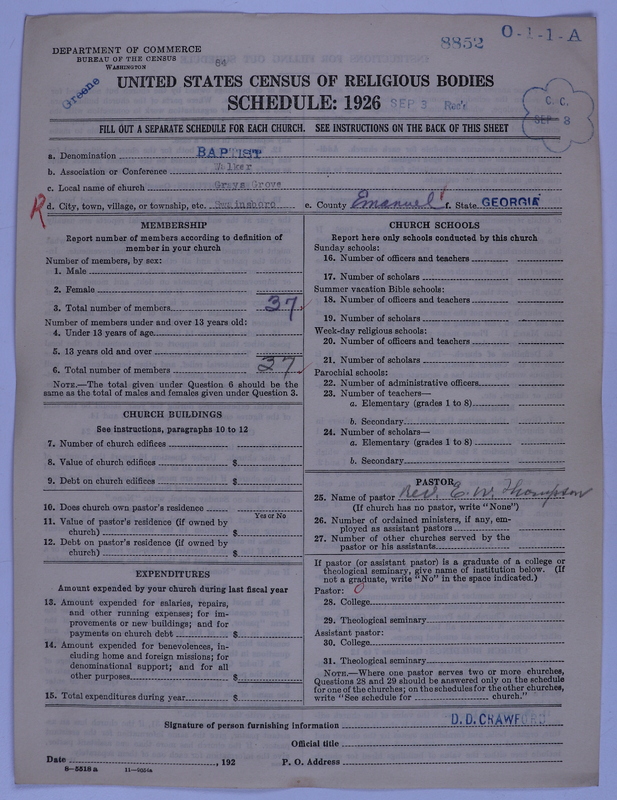 8852
O-1-1-A
DEPARTMENT OF COMMERCE
BUREAU OF THE CENSUS
WASHINGTON
84
Greene
UNITED STATES CENSUS OF RELIGIOUS BODIES
SCHEDULE: 1926
SEP 3 Rec'd
C. C.
SEP 8
FILL OUT A SEPARATE SCHEDULE FOR EACH CHURCH. SEE INSTRUCTIONS ON THE BACK OF THIS SHEET
a. Denomination BAPTIST
b. Association or Conference Walker
c. Local name of church Grays Grove
R d. City, town, village, or township, etc. Swainsboro e. County Emanuel f. State GEORGIA
MEMBERSHIP
Report number of members according to definition of
member in your church
Number of members, by sex:
1. Male
2. Female
3. Total number of members 37
Number of members under and over 13 years old:
4. Under 13 years of age
5. 13 years old and over
6. Total number of members 37
NOTE.—The total given under Question 6 should be the
same as the total of males and females given under Question 3.
CHURCH BUILDINGS
See instructions, paragraphs 10 to 12
7. Number of church edifices
8. Value of church edifices $
9. Debt on church edifices $
10. Does church own pastor's residence
Yes or No
11. Value of pastor's residence (if owned by
church) $
12. Debt on pastor's residence (if owned by
church) $
EXPENDITURES
Amount expended by your church during last fiscal year
13. Amount expended for salaries, repairs,
and other running expenses; for im-
provements or new buildings; and for
payments on church debt $
14. Amount expended for benevolences, in-
cluding home and foreign missions; for
denominational support; and for all
other purposes $
15. Total expenditures during year $
CHURCH SCHOOLS
Report here only schools conducted by this church
Sunday schools:
16. Number of officers and teachers
17. Number of scholars
Summer vacation Bible schools:
18. Number of officers and teachers
19. Number of scholars
Week-day religious schools:
20. Number of officers and teachers
21. Number of scholars
Parochial schools:
22. Number of administrative officers
23. Number of teachers—
a. Elementary (grades 1 to 8)
b. Secondary
24. Number of scholars—
a. Elementary (grades 1 to 8)
b. Secondary
PASTOR
25. Name of pastor Rev. E. W. Thompson
(If church has no pastor, write "None")
26. Number of ordained ministers, if any, em-
ployed as assistant pastors
27. Number of other churches served by the
pastor or his assistants
If pastor (or assistant pastor) is a graduate of a college or
theological seminary, give name of institution below. (If
not a graduate, write "No" in the space indicated.)
Pastor: 0
28. College
29. Theological seminary
Assistant pastor:
30. College
31. Theological seminary
NOTE.—Where one pastor serves two or more churches,
Questions 28 and 29 should be answered only on the schedule
for one of the churches; on the schedules for the other churches,
write "See schedule for church."
Signature of person furnishing information D. D. CRAWFORD
Official title
Date , 192 P. O. Address
8-5518 a